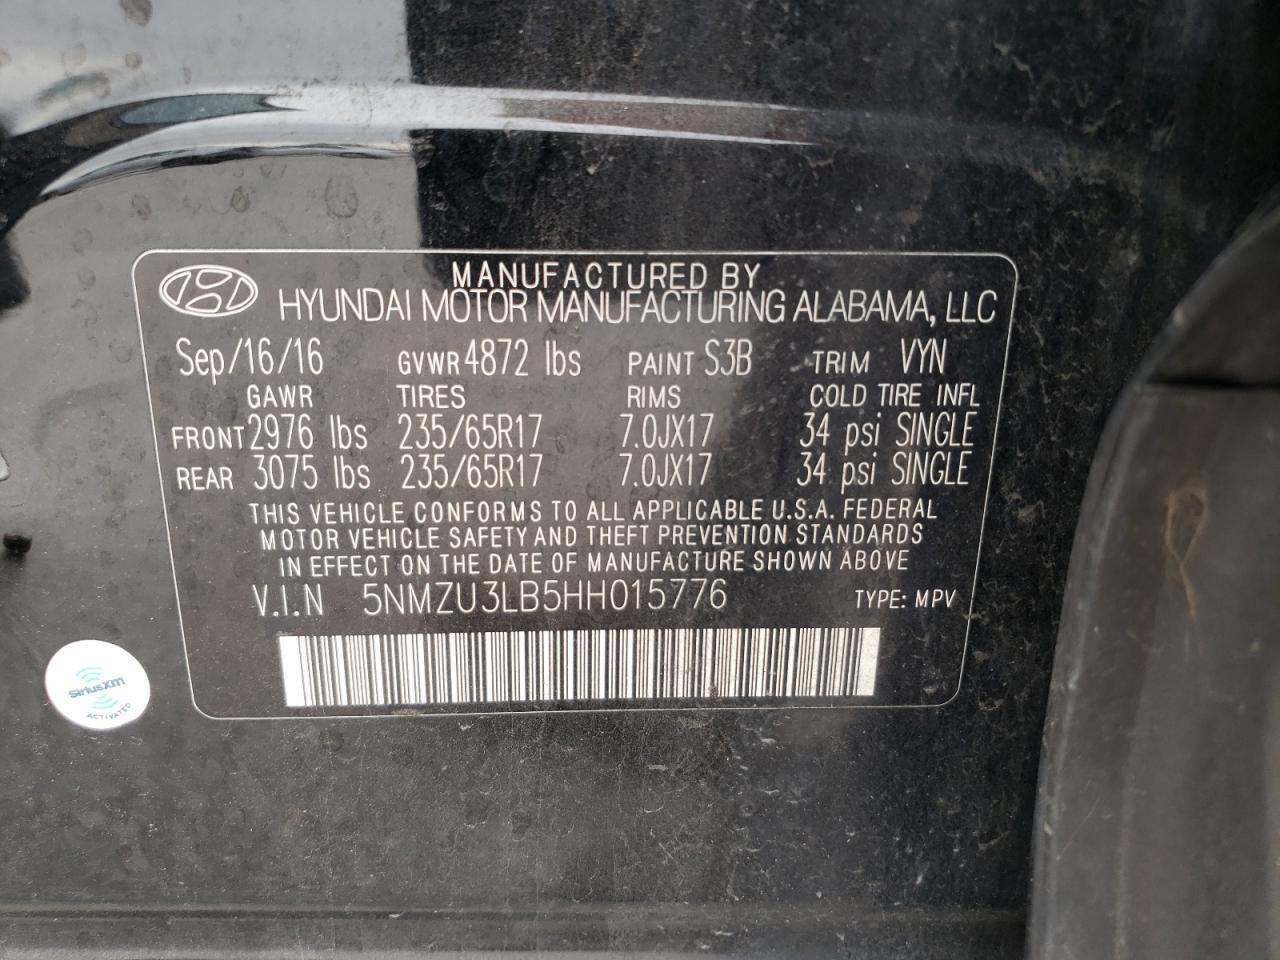 MANUFACTURED BY
HYUNDAI MOTOR MANUFACTURING ALABAMA, LLC
Sep/16/16 GVWR 4872 lbs PAINT S3B TRIM VYN
GAWR TIRES RIMS COLD TIRE INFL
FRONT 2976 lbs 235/65R17 7.0JX17 34 psi SINGLE
REAR 3075 lbs 235/65R17 7.0JX17 34 psi SINGLE
THIS VEHICLE CONFORMS TO ALL APPLICABLE U.S.A. FEDERAL
MOTOR VEHICLE SAFETY AND THEFT PREVENTION STANDARDS
IN EFFECT ON THE DATE OF MANUFACTURE SHOWN ABOVE
V.I.N 5NMZU3LB5HH015776 TYPE: MPV
SiriusXM
ACTIVATED